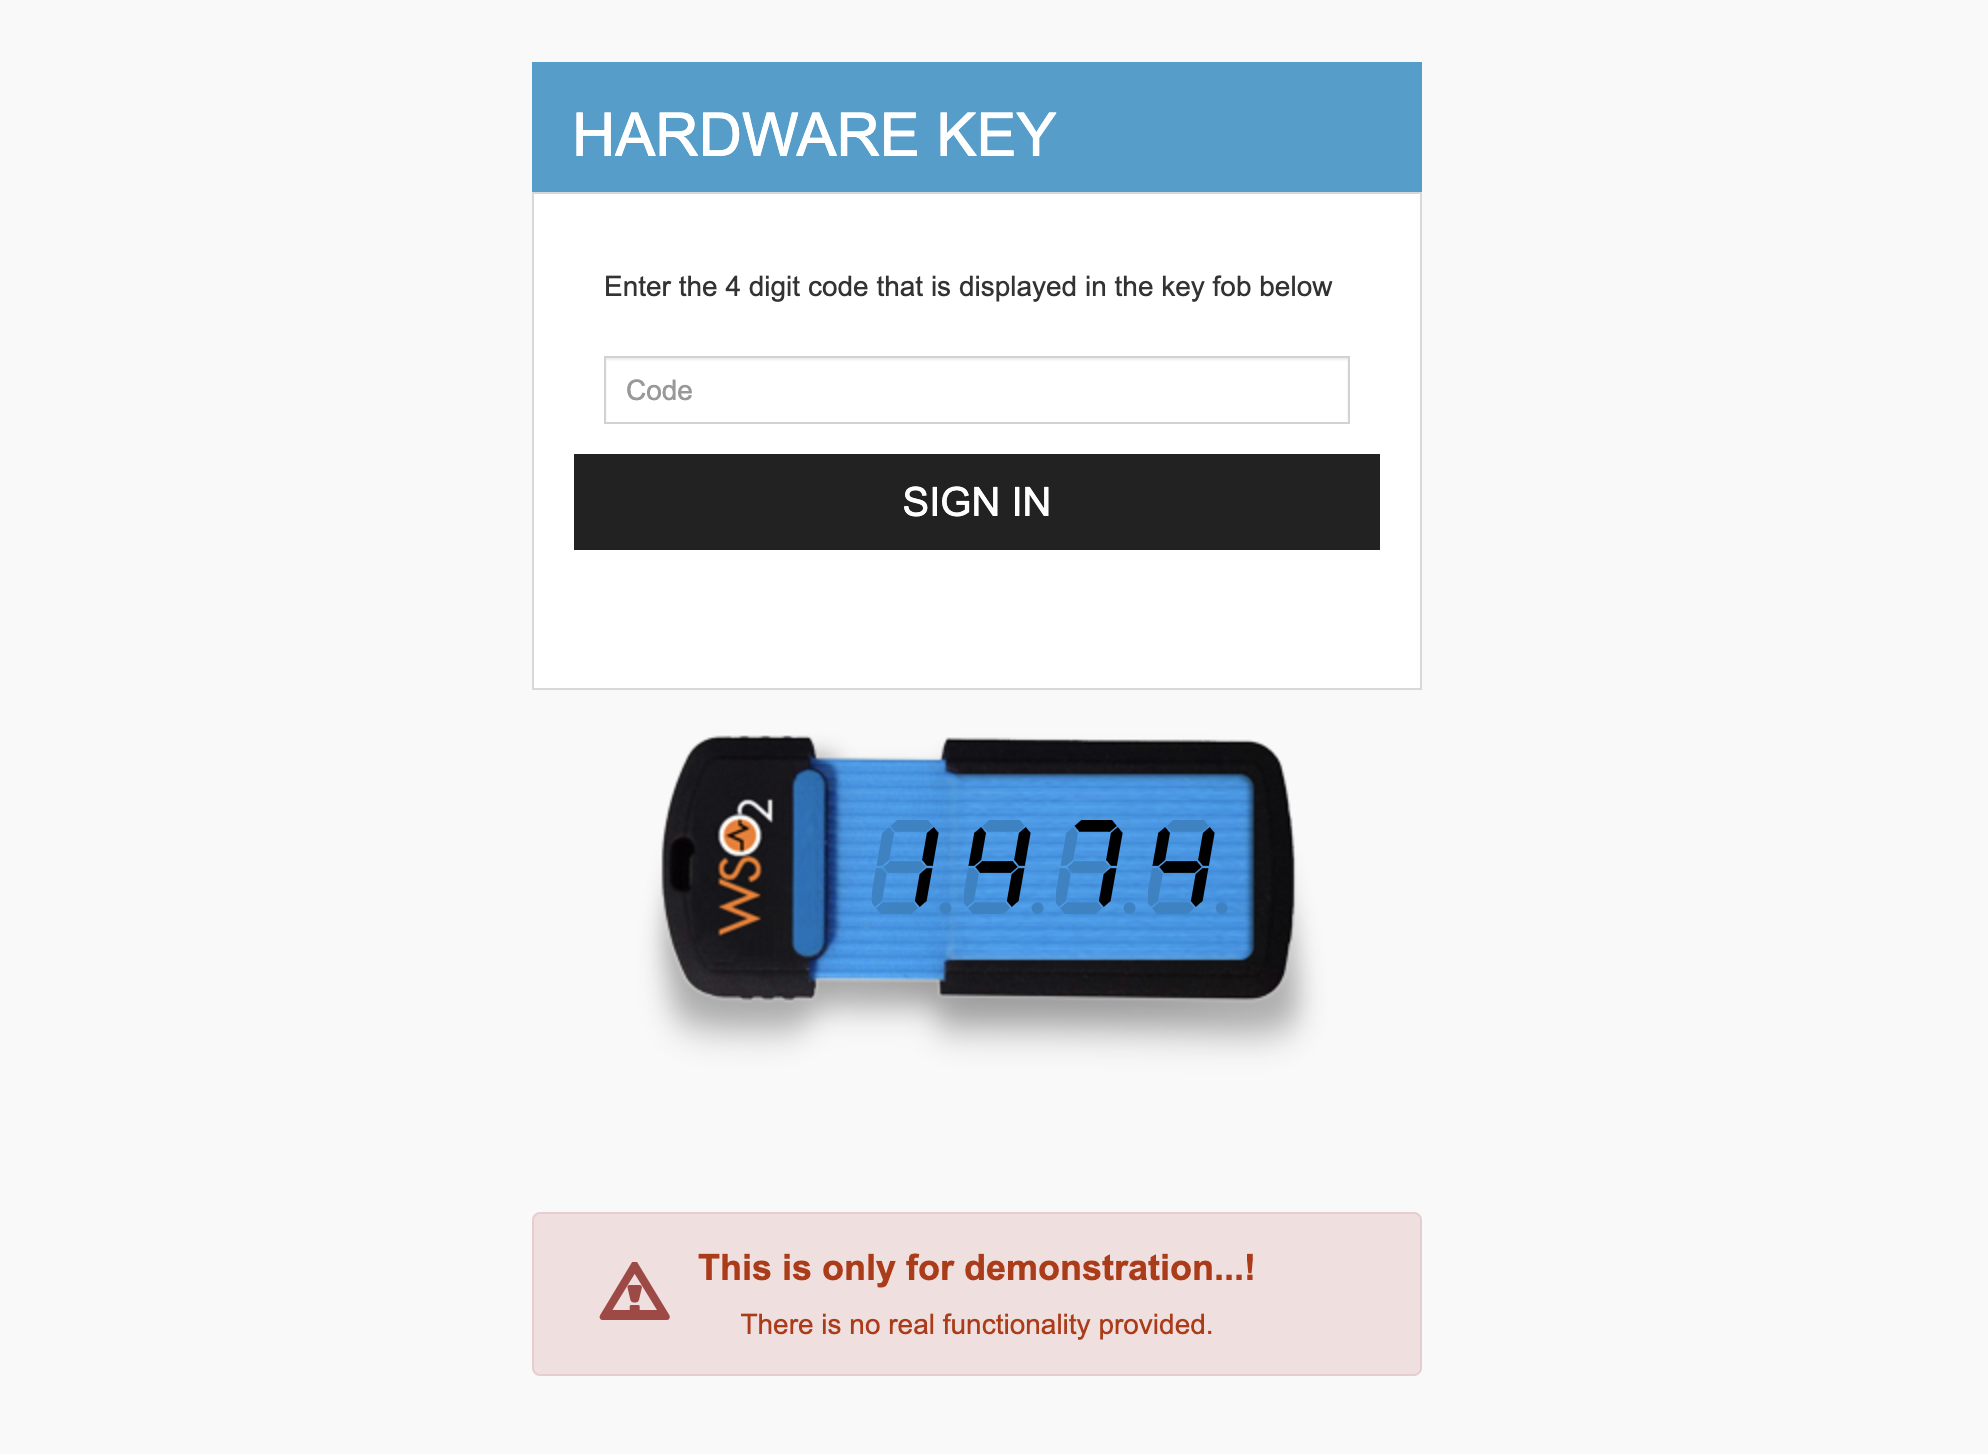 HARDWARE KEY
Enter the 4 digit code that is displayed in the key fob below
Code
SIGN IN
WSO2
1474
This is only for demonstration...!
There is no real functionality provided.